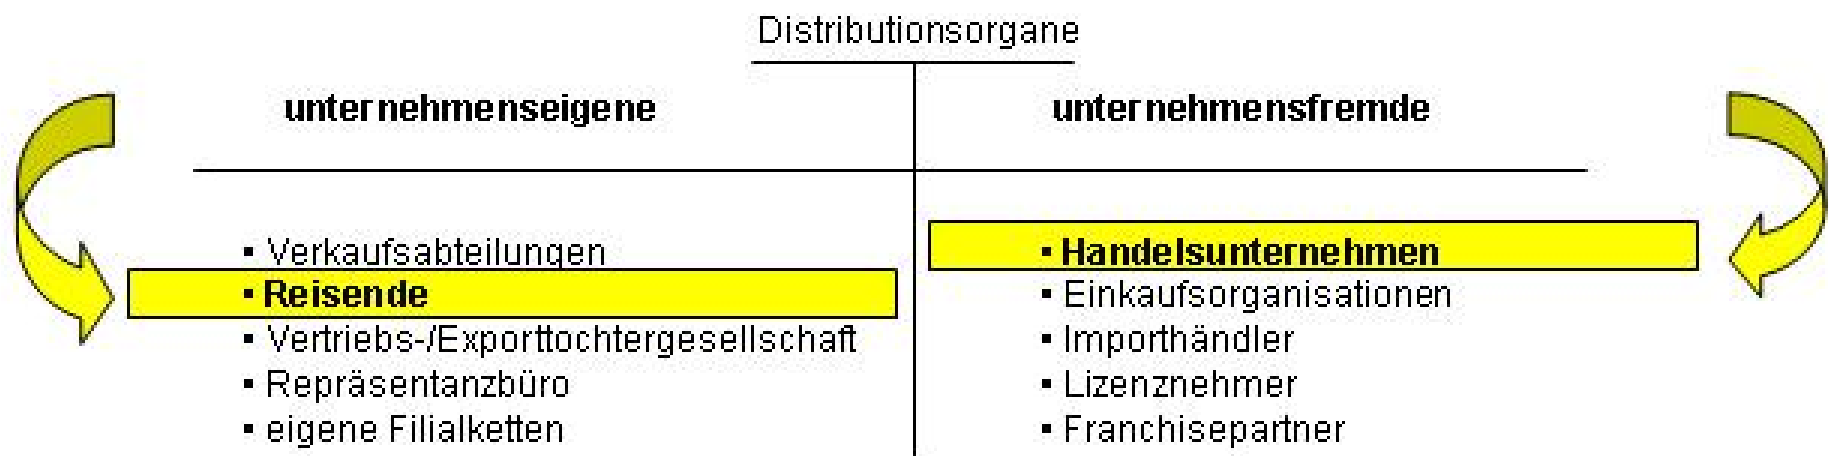 Distributionsorgane
unternehmenseigene
unternehmensfremde
▪ Verkaufsabteilungen
▪ Reisende
▪ Vertriebs-/Exporttochtergesellschaft
▪ Repräsentanzbüro
▪ eigene Filialketten
▪ Handelsunternehmen
▪ Einkaufsorganisationen
▪ Importhändler
▪ Lizenznehmer
▪ Franchisepartner